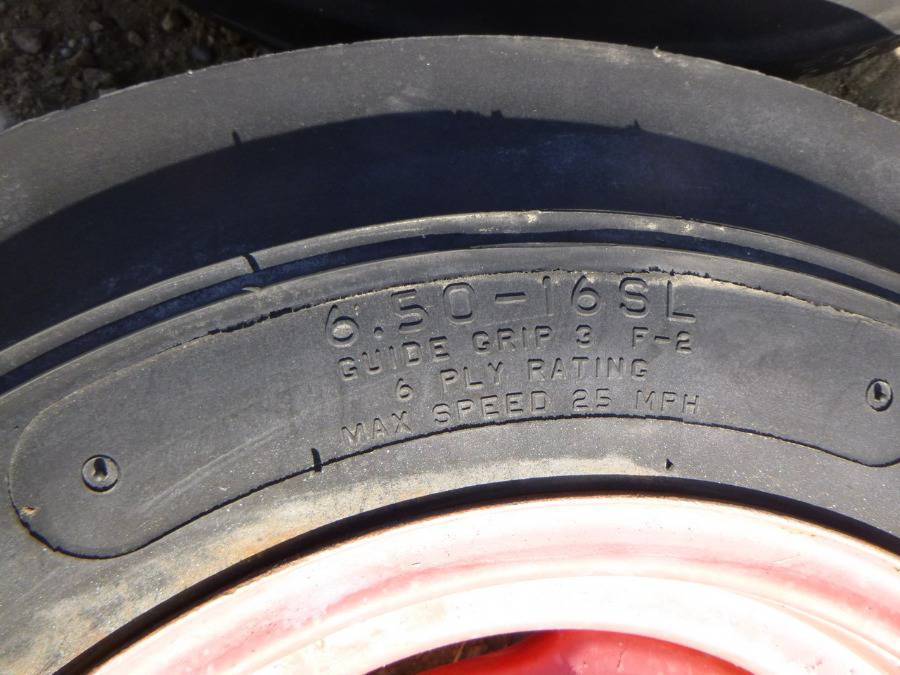 6.50-16SL
GUIDE GRIP 3 F-2
6 PLY RATING
MAX SPEED 25 MPH